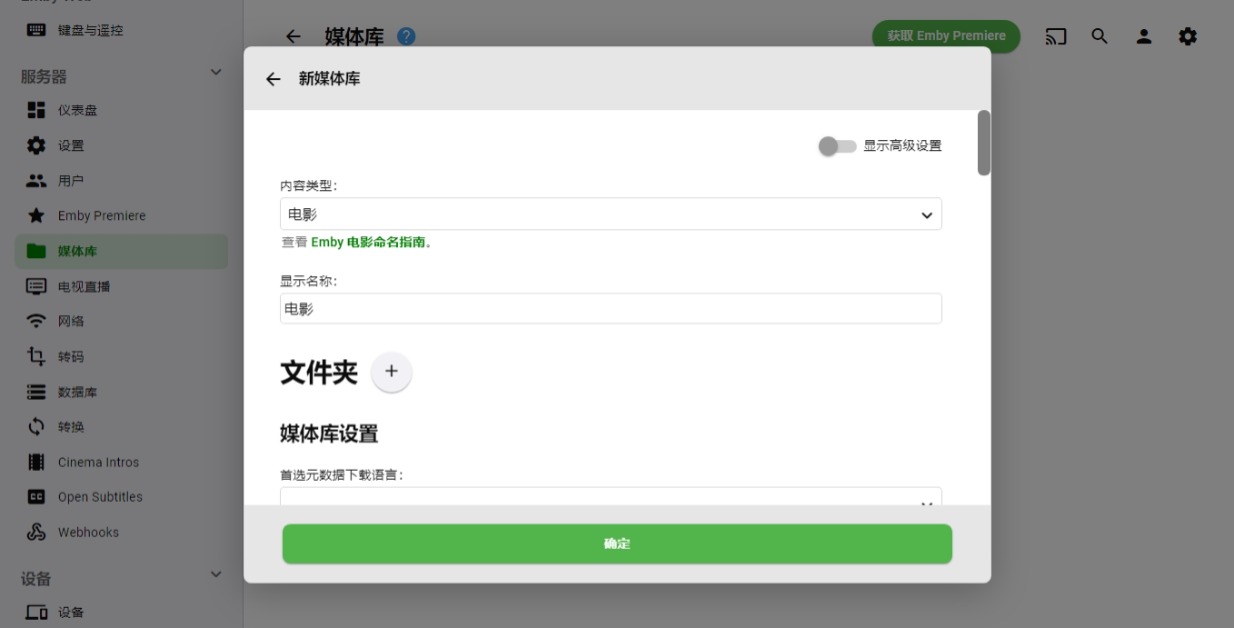 键盘与遥控
服务器
仪表盘
设置
用户
Emby Premiere
媒体库
电视直播
网络
转码
数据库
转换
Cinema Intros
Open Subtitles
Webhooks
设备
设备
媒体库
获取 Emby Premiere
新媒体库
显示高级设置
内容类型:
电影
查看 Emby 电影命名指南。
显示名称:
电影
文件夹
媒体库设置
首选元数据下载语言:
确定